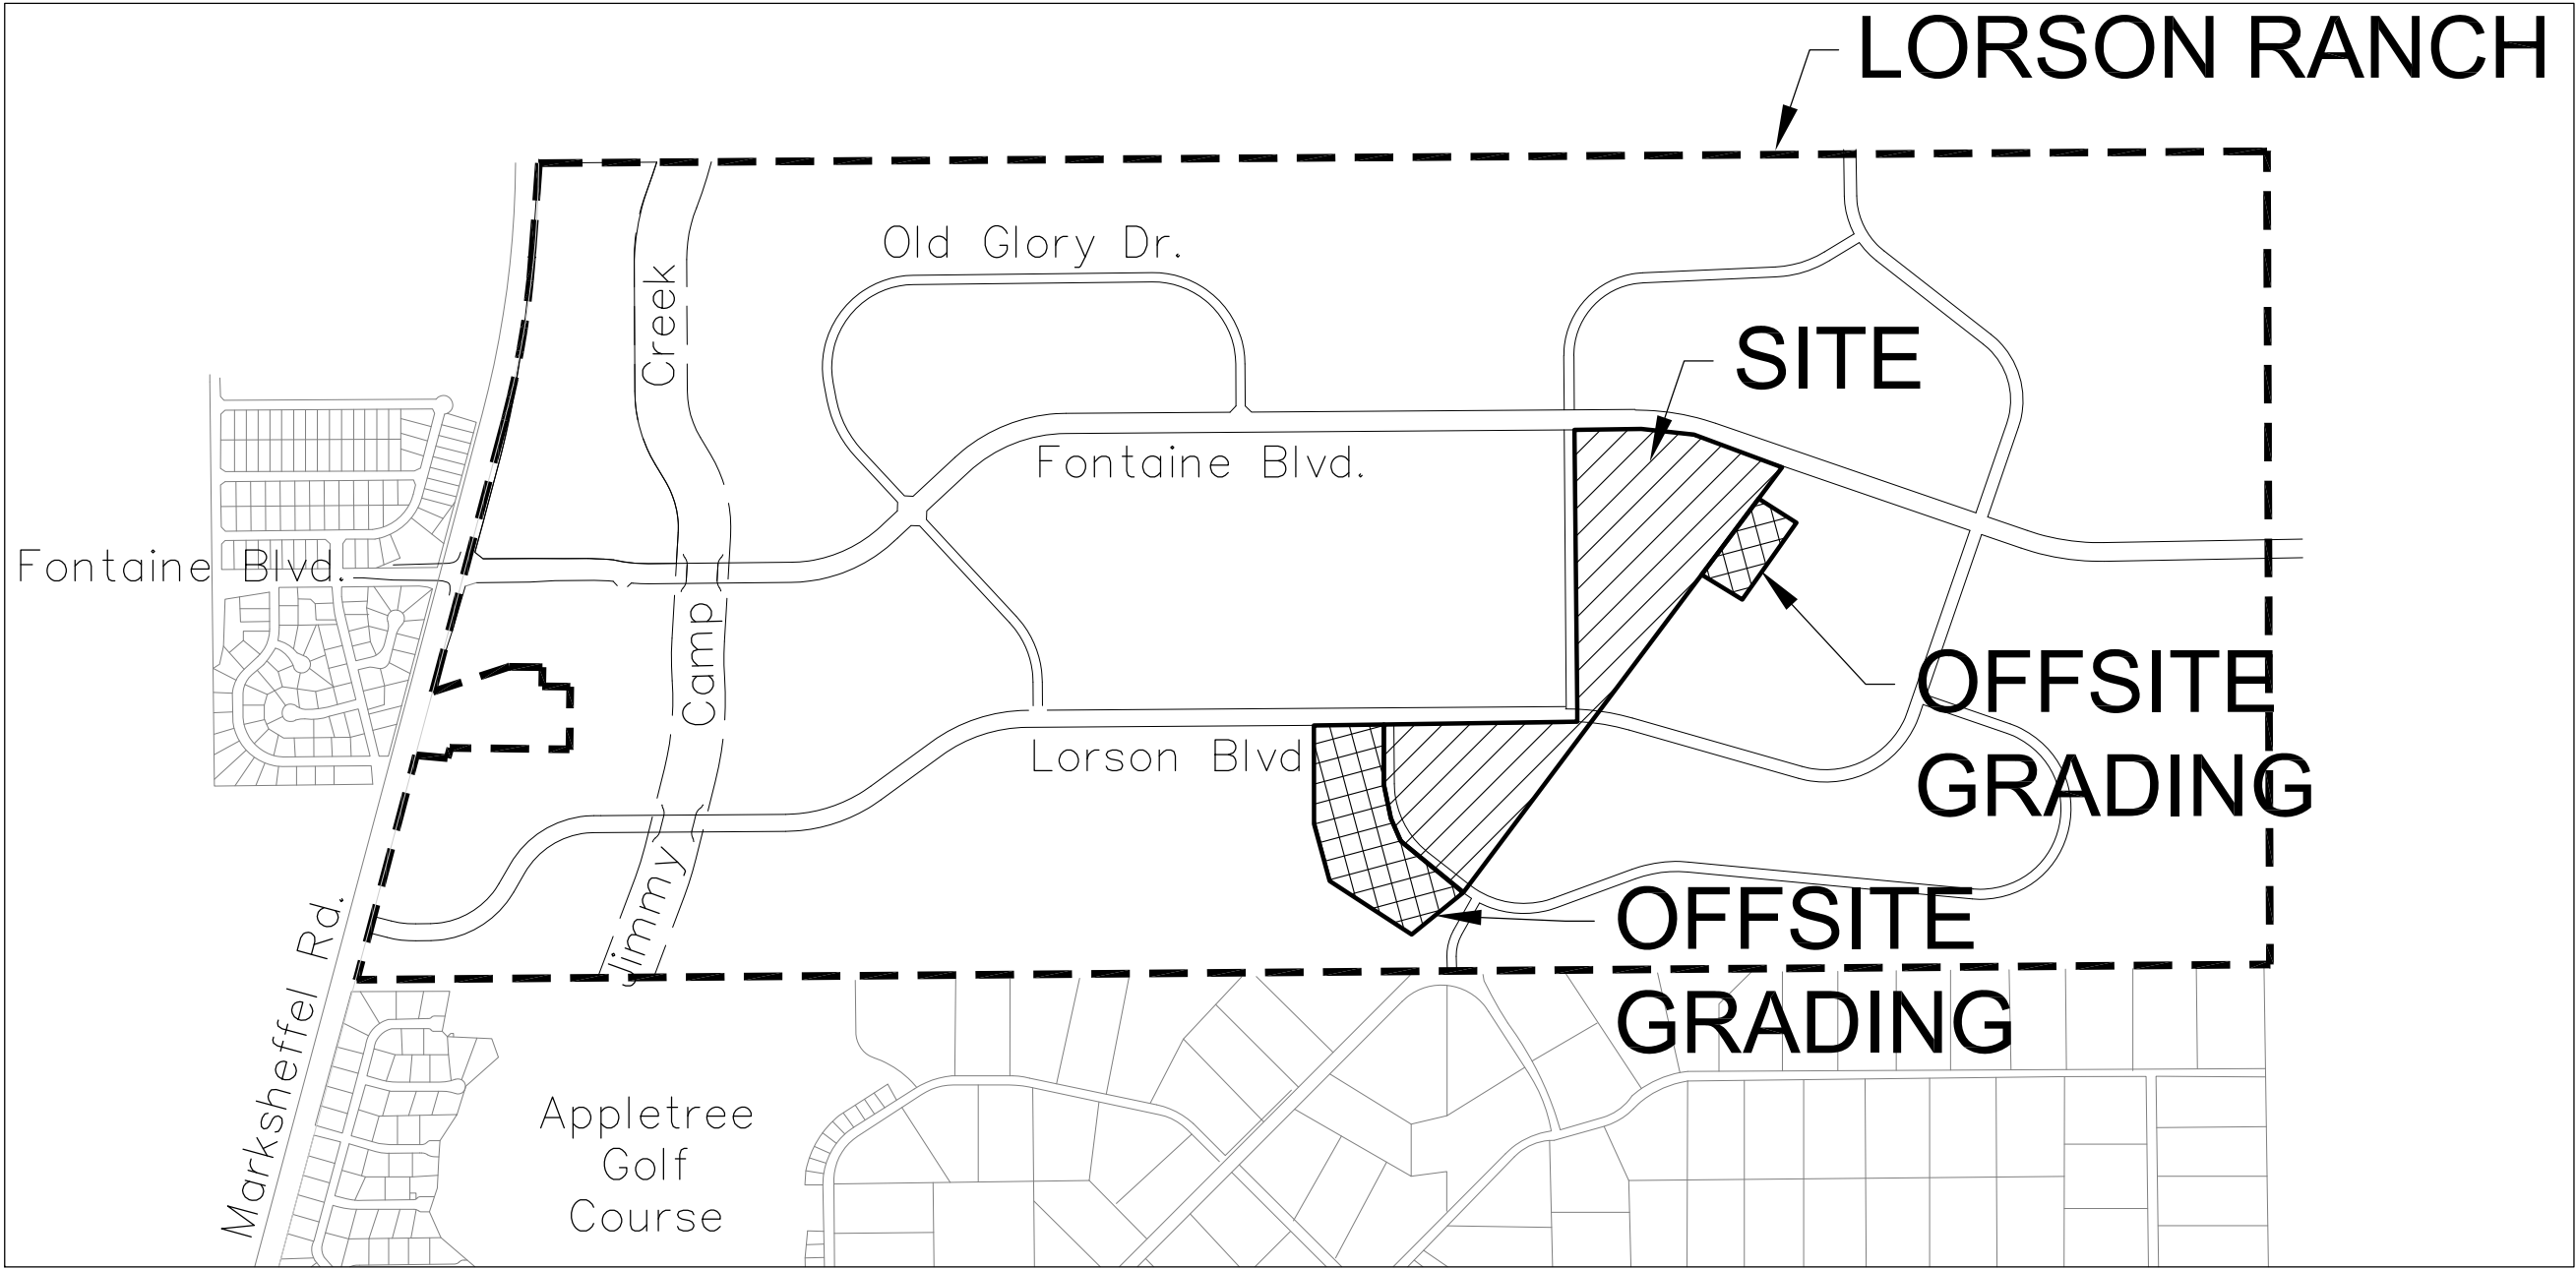 LORSON RANCH
Old Glory Dr.
Creek
SITE
Fontaine Blvd.
Fontaine Blvd.
Camp
OFFSITE
GRADING
Lorson Blvd
Jimmy
OFFSITE
GRADING
Marksheffel Rd.
Appletree
Golf
Course